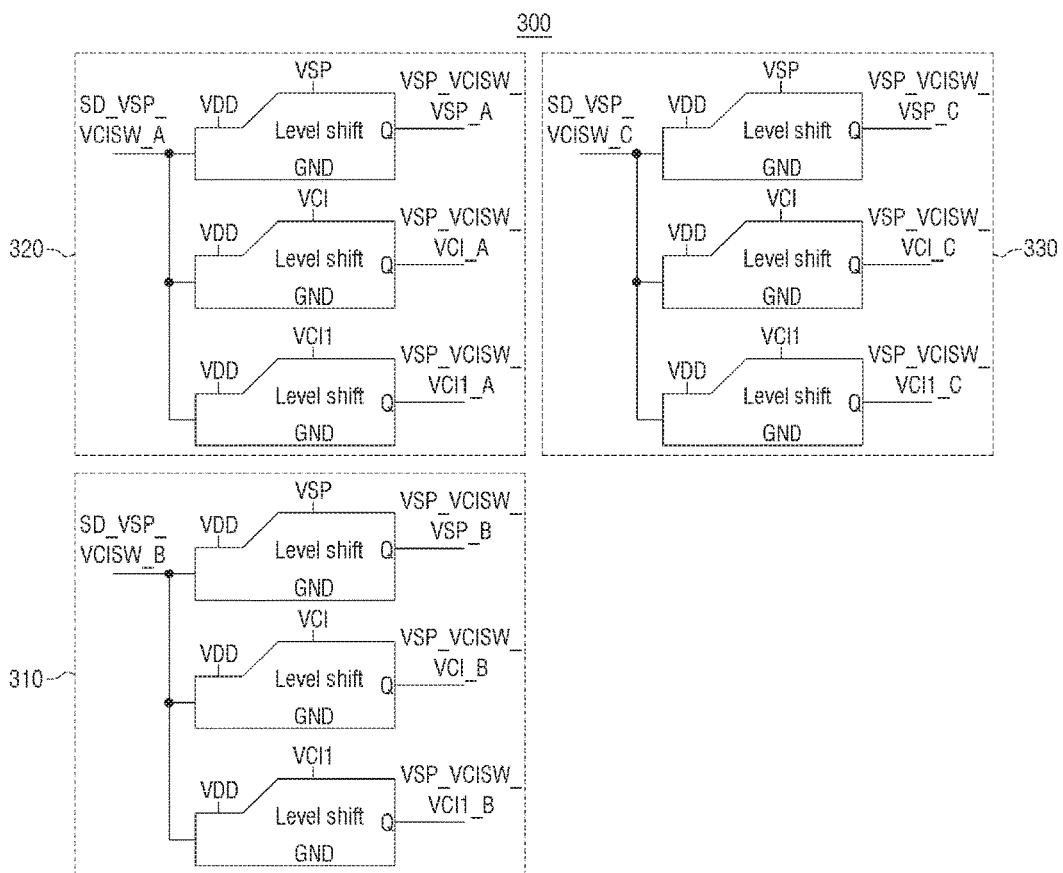 300
VSP
SD_VSP_
VCISW_A
VDD
Level shift
Q
GND
VSP_VCISW_
VSP_A
VCI
VDD
Level shift
Q
GND
VSP_VCISW_
VCI_A
VCI1
VDD
Level shift
Q
GND
VSP_VCISW_
VCI1_A
320
VSP
SD_VSP_
VCISW_C
VDD
Level shift
Q
GND
VSP_VCISW_
VSP_C
VCI
VDD
Level shift
Q
GND
VSP_VCISW_
VCI_C
VCI1
VDD
Level shift
Q
GND
VSP_VCISW_
VCI1_C
330
VSP
SD_VSP_
VCISW_B
VDD
Level shift
Q
GND
VSP_VCISW_
VSP_B
VCI
VDD
Level shift
Q
GND
VSP_VCISW_
VCI_B
VCI1
VDD
Level shift
Q
GND
VSP_VCISW_
VCI1_B
310